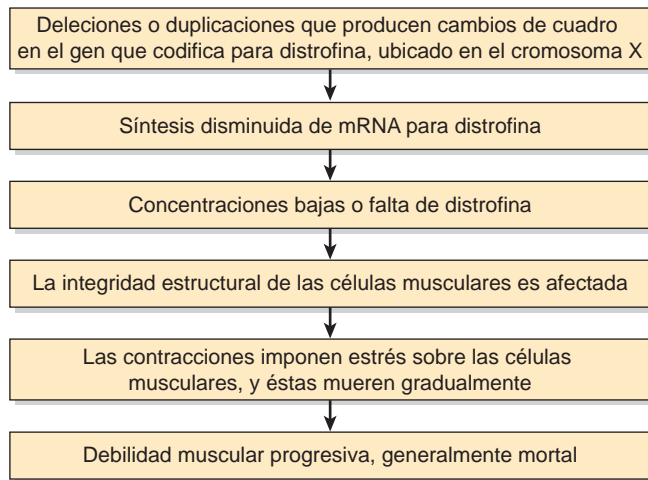 Deleciones o duplicaciones que producen cambios de cuadro
en el gen que codifica para distrofina, ubicado en el cromosoma X
Síntesis disminuida de mRNA para distrofina
Concentraciones bajas o falta de distrofina
La integridad estructural de las células musculares es afectada
Las contracciones imponen estrés sobre las células
musculares, y éstas mueren gradualmente
Debilidad muscular progresiva, generalmente mortal